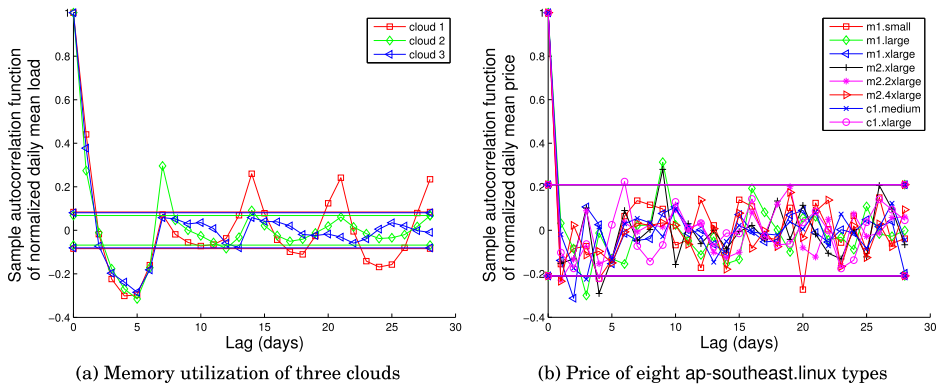 Sample autocorrelation function
of normalized daily mean load
1
0.8
0.6
0.4
0.2
0
−0.2
−0.4
0 5 10 15 20 25 30
Lag (days)
cloud 1
cloud 2
cloud 3
(a) Memory utilization of three clouds
Sample autocorrelation function
of normalized daily mean price
1
0.8
0.6
0.4
0.2
0
−0.2
−0.4
0 5 10 15 20 25 30
Lag (days)
m1.small
m1.large
m1.xlarge
m2.xlarge
m2.2xlarge
m2.4xlarge
c1.medium
c1.xlarge
(b) Price of eight ap-southeast.linux types